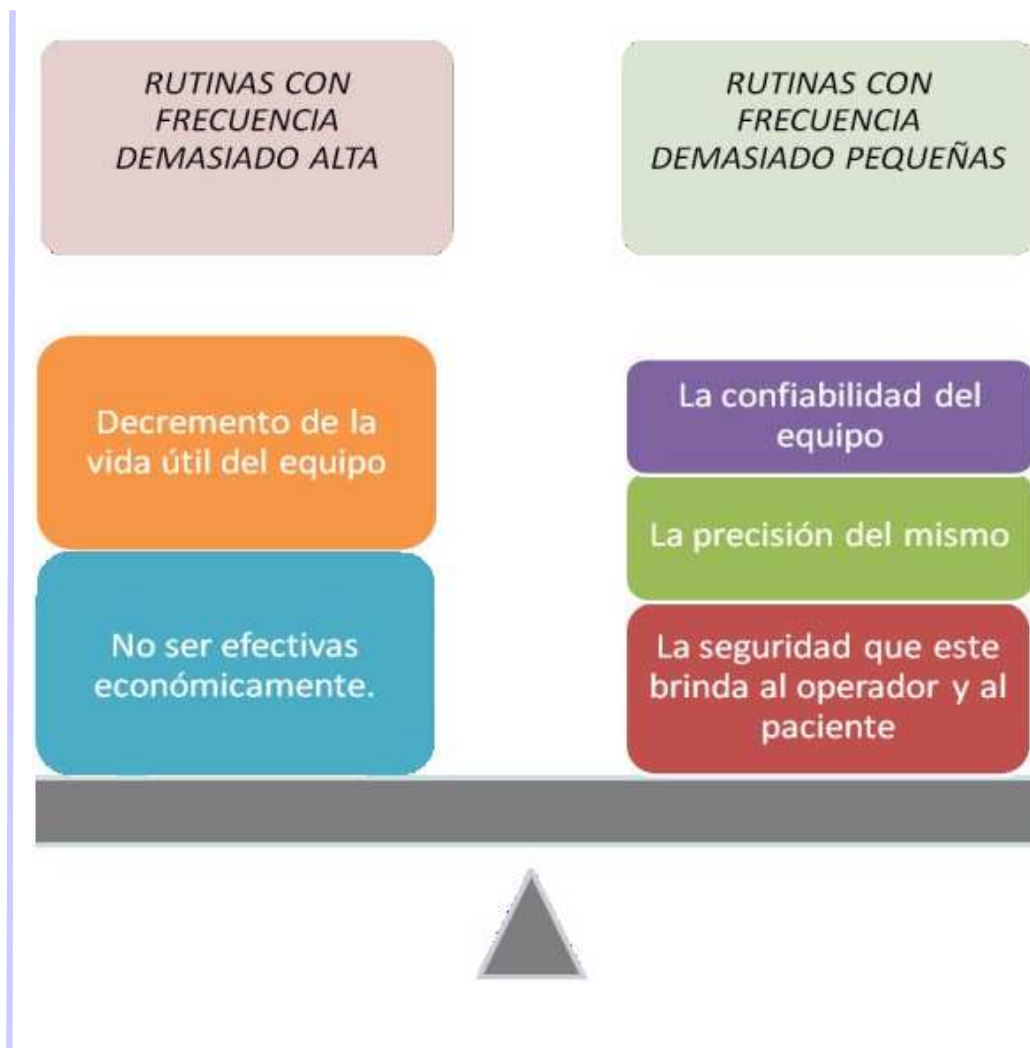 RUTINAS CON
FRECUENCIA
DEMASIADO ALTA
RUTINAS CON
FRECUENCIA
DEMASIADO PEQUEÑAS
Decremento de la
vida útil del equipo
No ser efectivas
económicamente.
La confiabilidad del
equipo
La precisión del mismo
La seguridad que este
brinda al operador y al
paciente